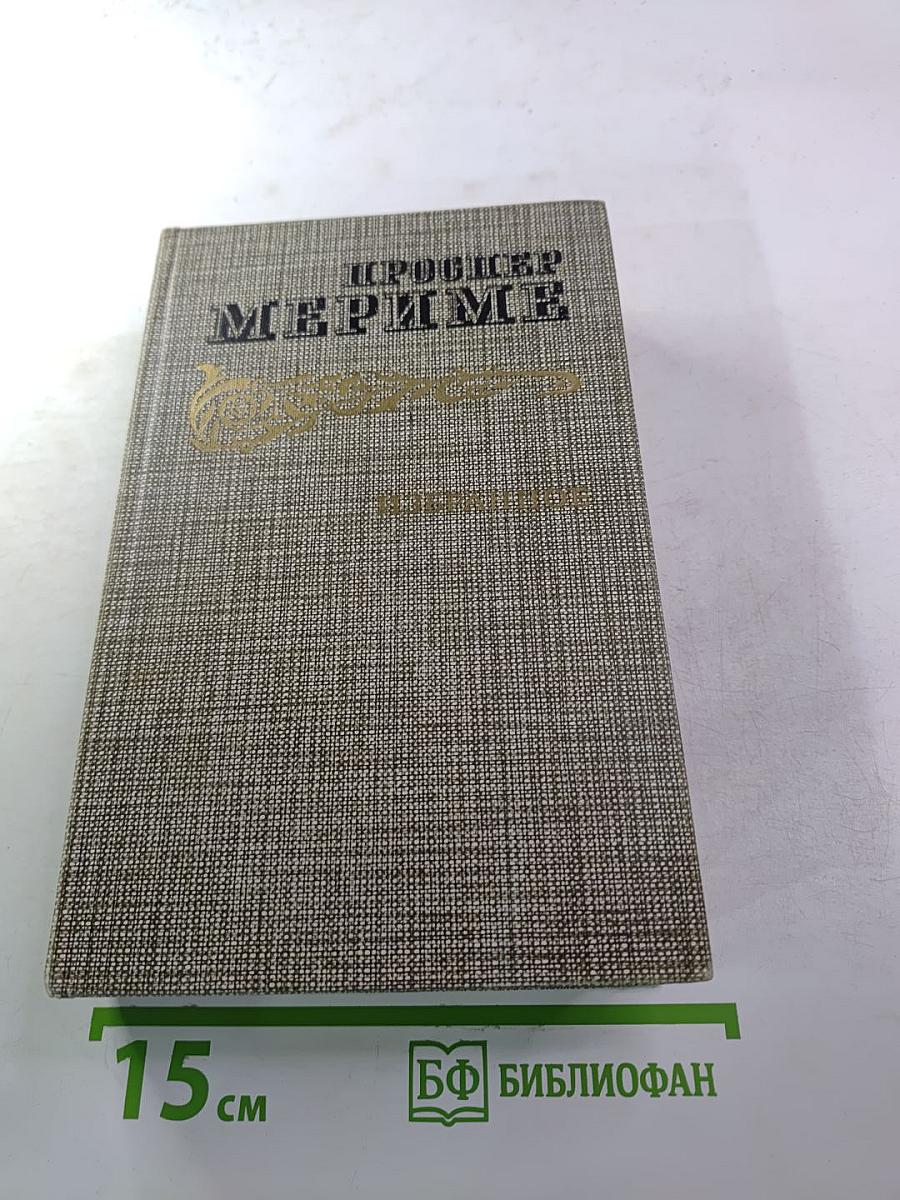 ПРОСПЕР
МЕРИМЕ
ИЗБРАННОЕ
15 см
БФ БИБЛИОФАН